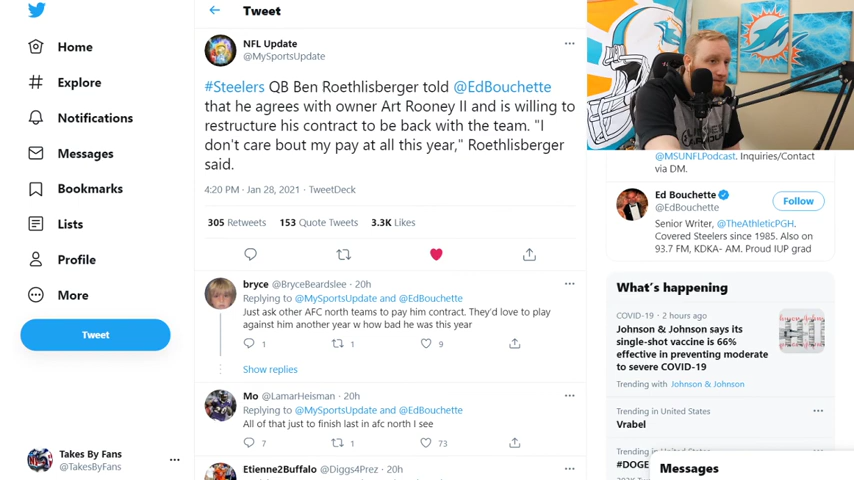 Tweet
Home
Explore
Notifications
Messages
Bookmarks
Lists
Profile
More
Tweet
Takes By Fans
@TakesByFans
NFL Update
@MySportsUpdate
#Steelers QB Ben Roethlisberger told @EdBouchette
that he agrees with owner Art Rooney II and is willing to
restructure his contract to be back with the team. "I
don't care bout my pay at all this year," Roethlisberger
said.
4:20 PM · Jan 28, 2021 · TweetDeck
305 Retweets 153 Quote Tweets 3.3K Likes
bryce @BryceBeardslee · 20h
Replying to @MySportsUpdate and @EdBouchette
Just ask other AFC north teams to pay him contract. They'd love to play
against him another year w how bad he was this year
1 1 9
Show replies
Mo @LamarHeisman · 20h
Replying to @MySportsUpdate and @EdBouchette
All of that just to finish last in afc north I see
7 1 73
Etienne2Buffalo @Diggs4Prez · 20h
@MSUNFLPodcast. Inquiries/Contact
via DM.
Ed Bouchette
@EdBouchette
Follow
Senior Writer, @TheAthleticPGH.
Covered Steelers since 1985. Also on
93.7 FM, KDKA- AM. Proud IUP grad
What's happening
COVID-19 · 2 hours ago
Johnson & Johnson says its
single-shot vaccine is 66%
effective in preventing moderate
to severe COVID-19
Trending with Johnson & Johnson
Trending in United States
Vrabel
Trending in United States
#DOGE
Messages